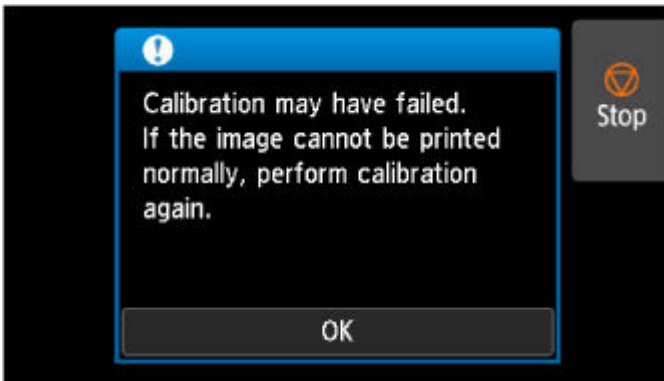 Calibration may have failed.
If the image cannot be printed
normally, perform calibration
again.
Stop
OK